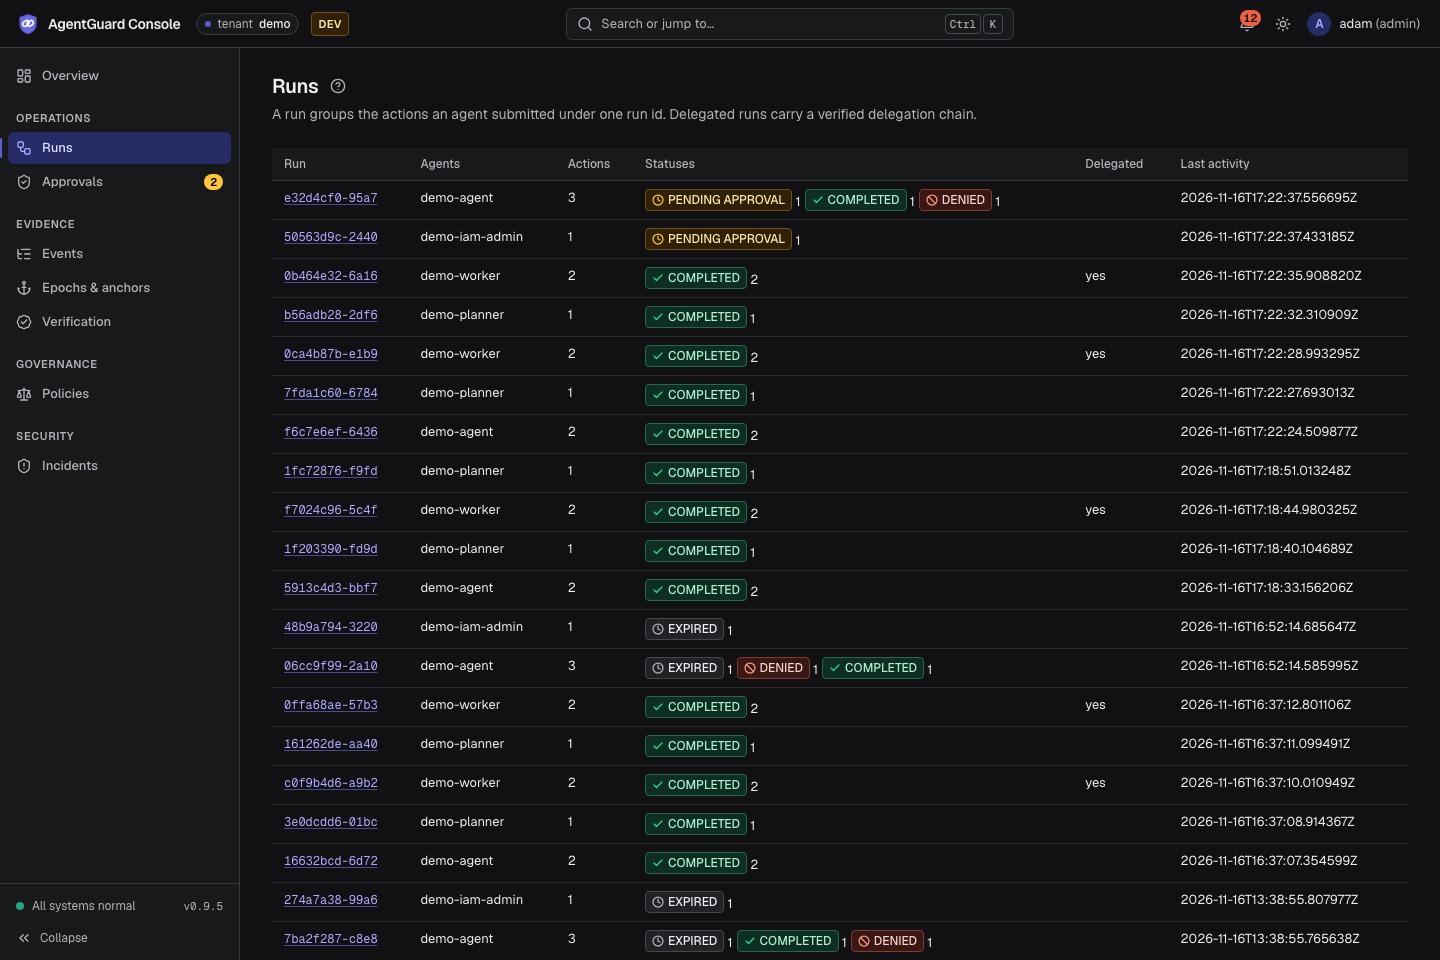 AgentGuard Console
tenant demo
DEV
Search or jump to...
Ctrl K
12
A adam (admin)
Overview
OPERATIONS
Runs
Approvals 2
EVIDENCE
Events
Epochs & anchors
Verification
GOVERNANCE
Policies
SECURITY
Incidents
All systems normal v0.9.5
Collapse
Runs
A run groups the actions an agent submitted under one run id. Delegated runs carry a verified delegation chain.
Run Agents Actions Statuses Delegated Last activity
e32d4cf0-95a7 demo-agent 3 PENDING APPROVAL 1 COMPLETED 1 DENIED 1 2026-11-16T17:22:37.556695Z
50563d9c-2440 demo-iam-admin 1 PENDING APPROVAL 1 2026-11-16T17:22:37.433185Z
0b464e32-6a16 demo-worker 2 COMPLETED 2 yes 2026-11-16T17:22:35.908820Z
b56adb28-2df6 demo-planner 1 COMPLETED 1 2026-11-16T17:22:32.310909Z
0ca4b87b-e1b9 demo-worker 2 COMPLETED 2 yes 2026-11-16T17:22:28.993295Z
7fda1c60-6784 demo-planner 1 COMPLETED 1 2026-11-16T17:22:27.693013Z
f6c7e6ef-6436 demo-agent 2 COMPLETED 2 2026-11-16T17:22:24.509877Z
1fc72876-f9fd demo-planner 1 COMPLETED 1 2026-11-16T17:18:51.013248Z
f7024c96-5c4f demo-worker 2 COMPLETED 2 yes 2026-11-16T17:18:44.980325Z
1f203390-fd9d demo-planner 1 COMPLETED 1 2026-11-16T17:18:40.104689Z
5913c4d3-bbf7 demo-agent 2 COMPLETED 2 2026-11-16T17:18:33.156206Z
48b9a794-3220 demo-iam-admin 1 EXPIRED 1 2026-11-16T16:52:14.685647Z
06cc9f99-2a10 demo-agent 3 EXPIRED 1 DENIED 1 COMPLETED 1 2026-11-16T16:52:14.585995Z
0ffa68ae-57b3 demo-worker 2 COMPLETED 2 yes 2026-11-16T16:37:12.801106Z
161262de-aa40 demo-planner 1 COMPLETED 1 2026-11-16T16:37:11.099491Z
c0f9b4d6-a9b2 demo-worker 2 COMPLETED 2 yes 2026-11-16T16:37:10.010949Z
3e0dcdd6-01bc demo-planner 1 COMPLETED 1 2026-11-16T16:37:08.914367Z
16632bcd-6d72 demo-agent 2 COMPLETED 2 2026-11-16T16:37:07.354599Z
274a7a38-99a6 demo-iam-admin 1 EXPIRED 1 2026-11-16T13:38:55.807977Z
7ba2f287-c8e8 demo-agent 3 EXPIRED 1 COMPLETED 1 DENIED 1 2026-11-16T13:38:55.765638Z